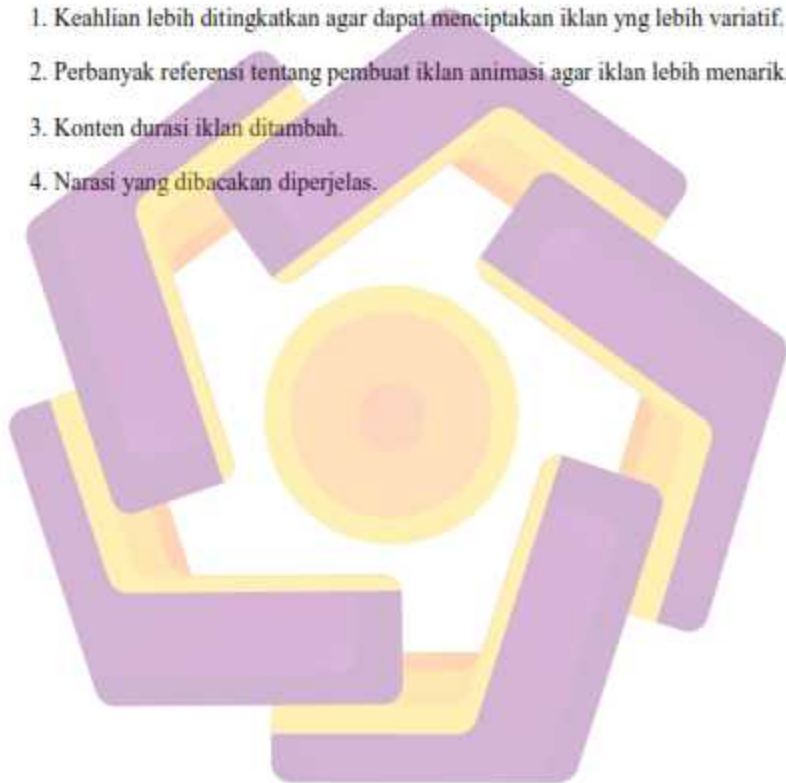 1. Keahlian lebih ditingkatkan agar dapat menciptakan iklan yng lebih variatif.
2. Perbanyak referensi tentang pembuat iklan animasi agar iklan lebih menarik.
3. Konten durasi iklan ditambah.
4. Narasi yang dibacakan diperjelas.